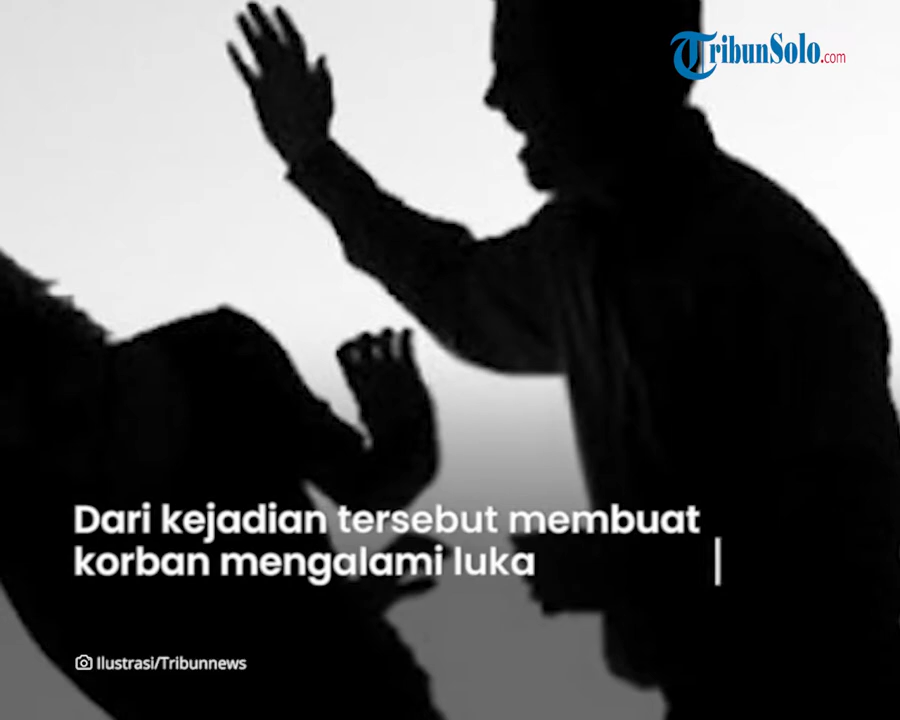 TribunSolo.com
Dari kejadian tersebut membuat
korban mengalami luka
Ilustrasi/Tribunnews